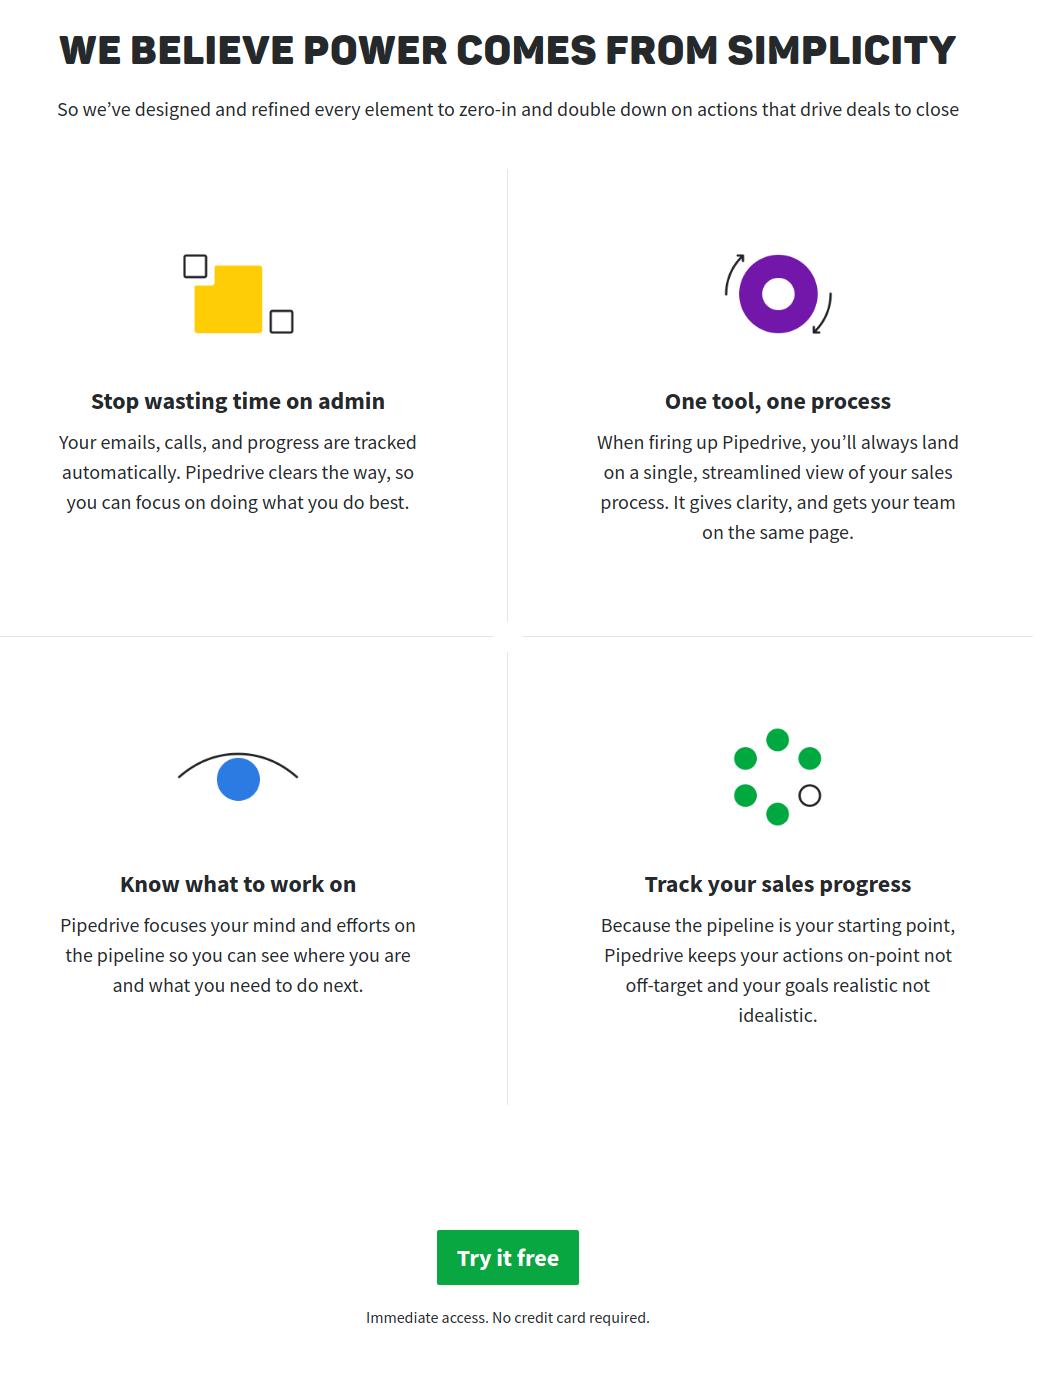 WE BELIEVE POWER COMES FROM SIMPLICITY
So we’ve designed and refined every element to zero-in and double down on actions that drive deals to close
Stop wasting time on admin
Your emails, calls, and progress are tracked
automatically. Pipedrive clears the way, so
you can focus on doing what you do best.
One tool, one process
When firing up Pipedrive, you’ll always land
on a single, streamlined view of your sales
process. It gives clarity, and gets your team
on the same page.
Know what to work on
Pipedrive focuses your mind and efforts on
the pipeline so you can see where you are
and what you need to do next.
Track your sales progress
Because the pipeline is your starting point,
Pipedrive keeps your actions on-point not
off-target and your goals realistic not
idealistic.
Try it free
Immediate access. No credit card required.